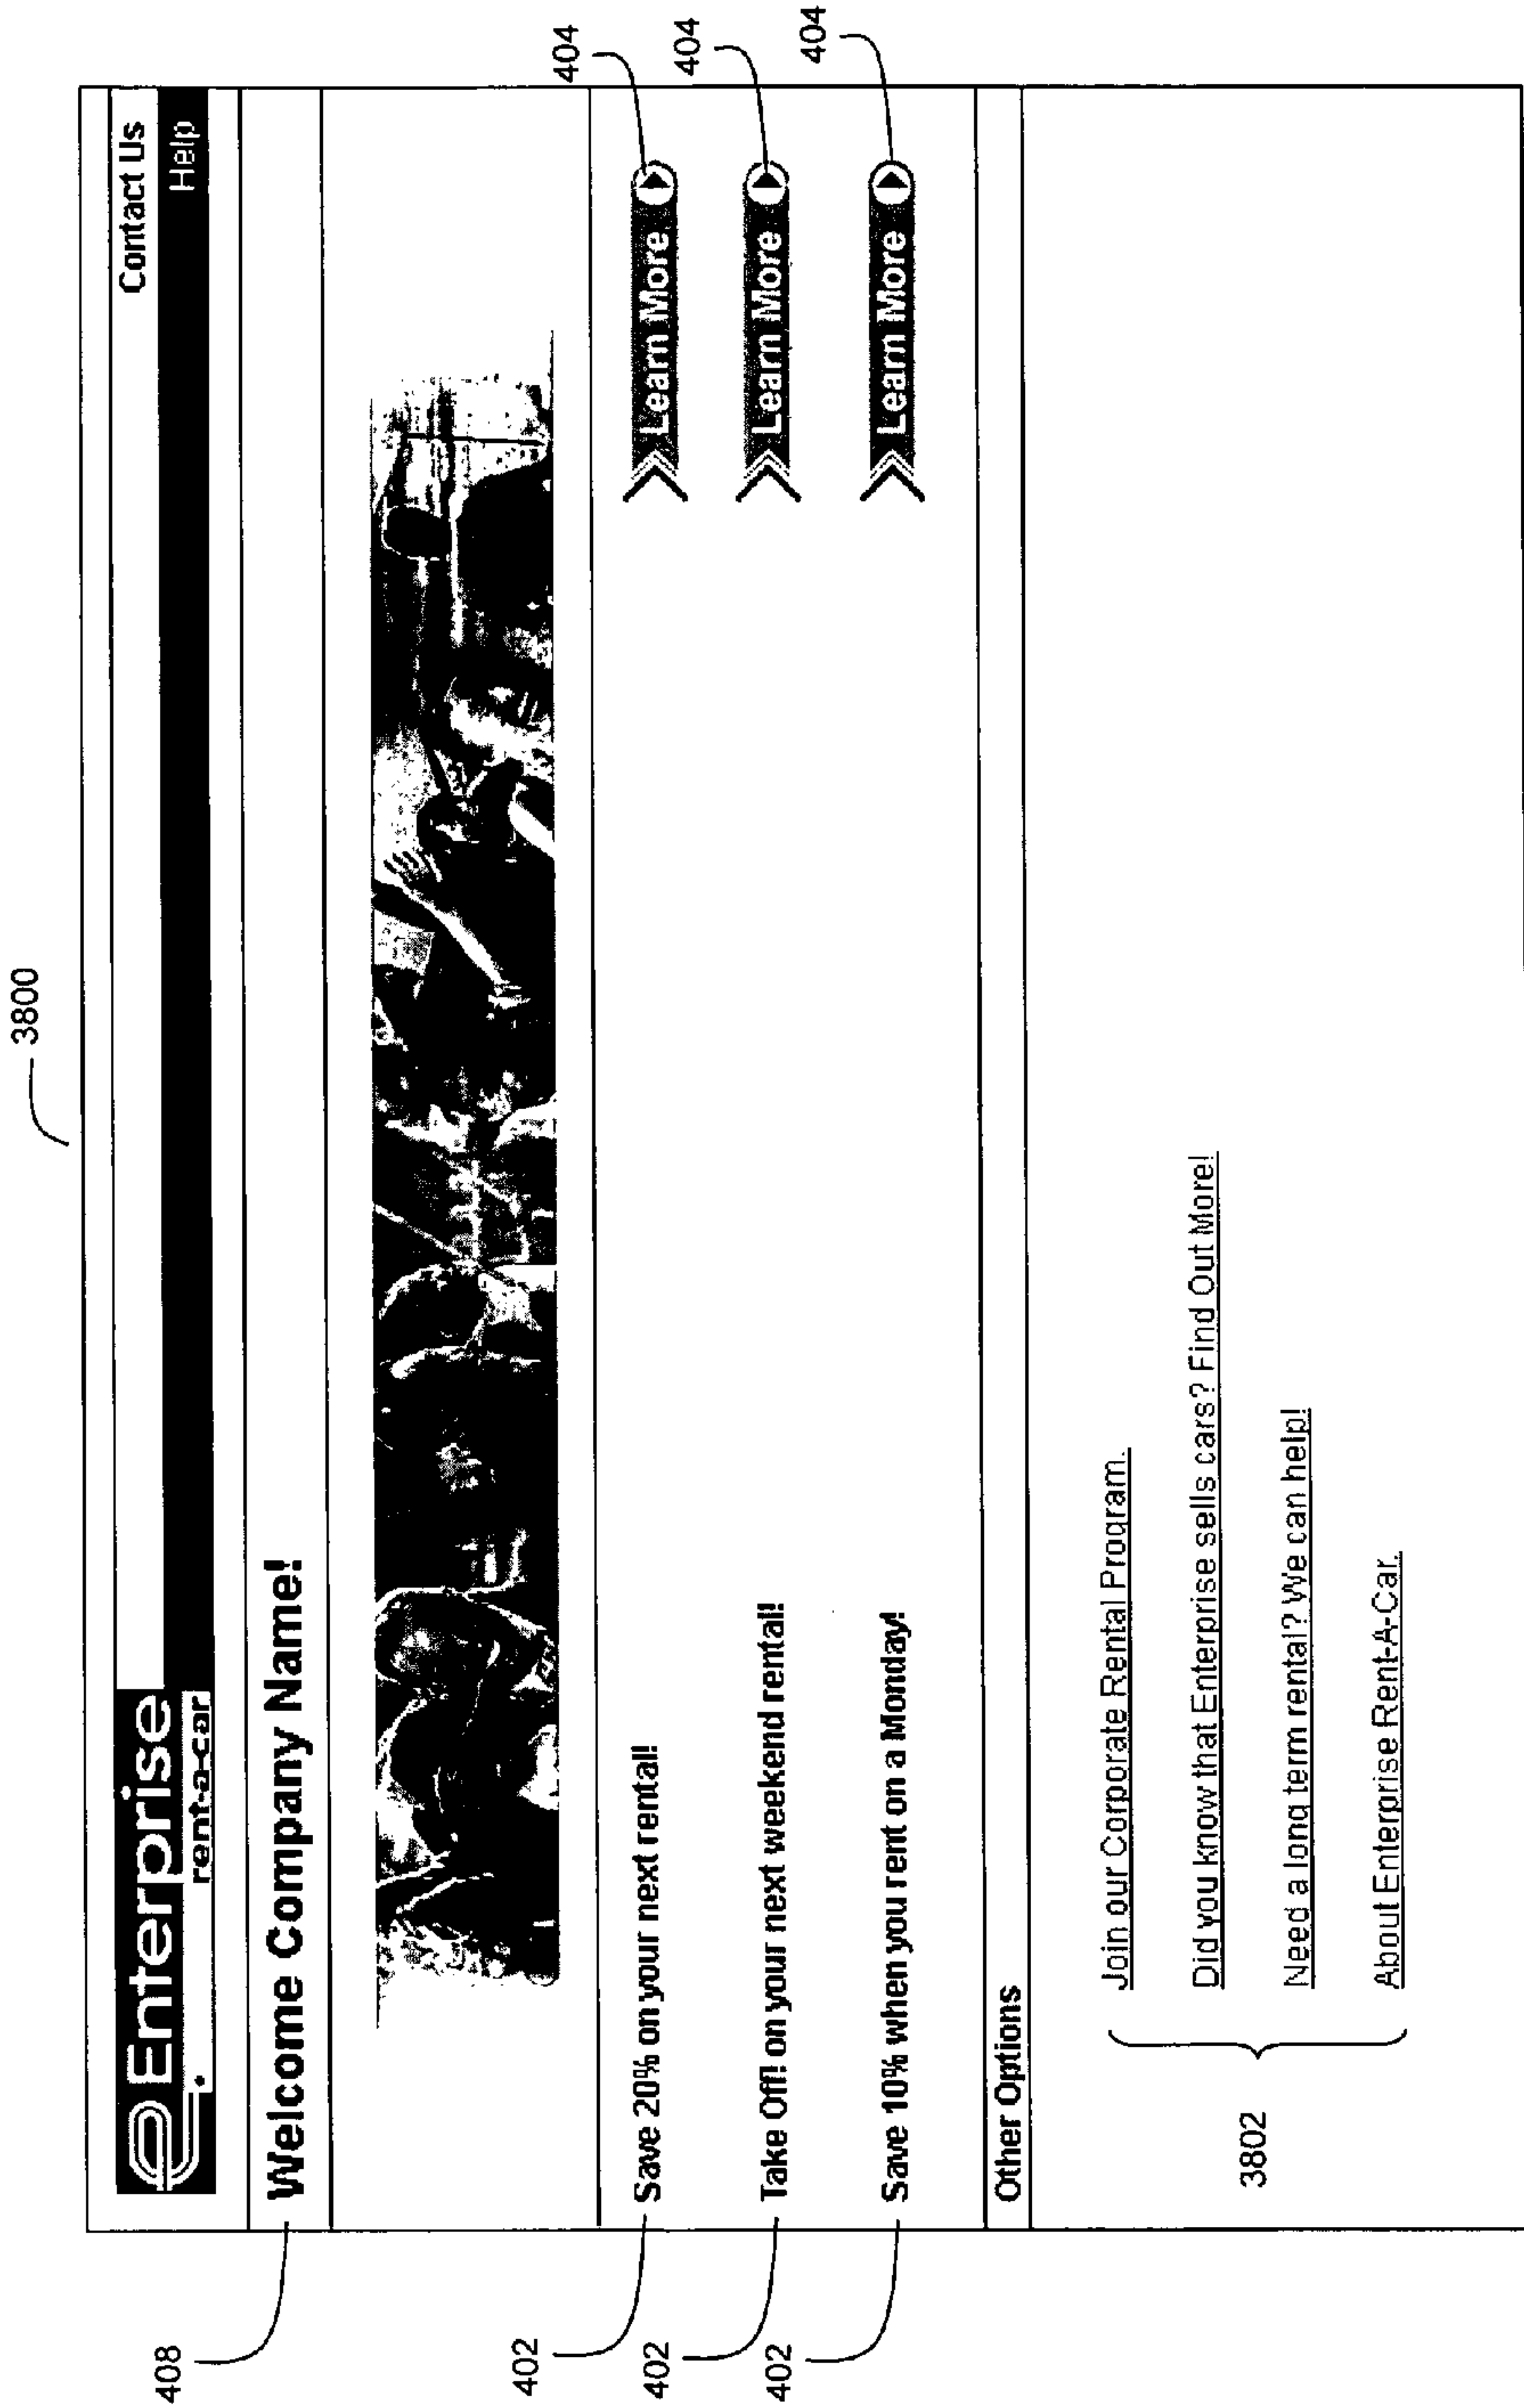 3800
Enterprise
rent-a-car
Contact Us
Help
408
Welcome Company Name!
402
Save 20% on your next rental!
Learn More
404
402
Take Off! on your next weekend rental!
Learn More
404
402
Save 10% when you rent on a Monday!
Learn More
404
Other Options
3802
Join our Corporate Rental Program.
Did you know that Enterprise sells cars? Find Out More!
Need a long term rental? We can help!
About Enterprise Rent-A-Car.